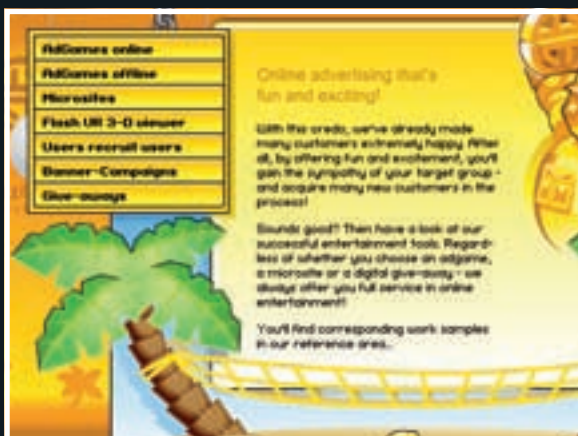 AdGames online
AdGames offline
Microsites
Flash VR 3-D viewer
Users recruit users
Banner-Campaigns
Give-aways
Online advertising that's
fun and exciting!
With this credo, we've already made
many customers extremely happy. After
all, by offering fun and excitement, you'll
gain the sympathy of your target group -
and acquire many new customers in the
process!
Sounds good? Then have a look at our
successful entertainment tools. Regard-
less of whether you choose an adgame,
a microsite or a digital give-away - we
always offer you full service in online
entertainment!
You'll find corresponding work samples
in our reference area...